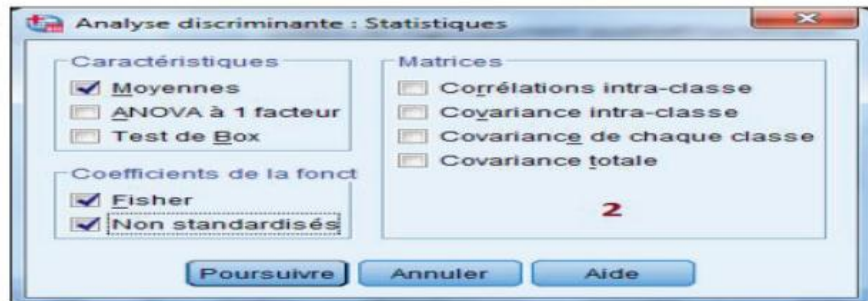 Analyse discriminante : Statistiques
Caractéristiques
Moyennes
ANOVA à 1 facteur
Test de Box
Coefficients de la fonct
Fisher
Non standardisés
Matrices
Corrélations intra-classe
Covariance intra-classe
Covariance de chaque classe
Covariance totale
2
Poursuivre
Annuler
Aide